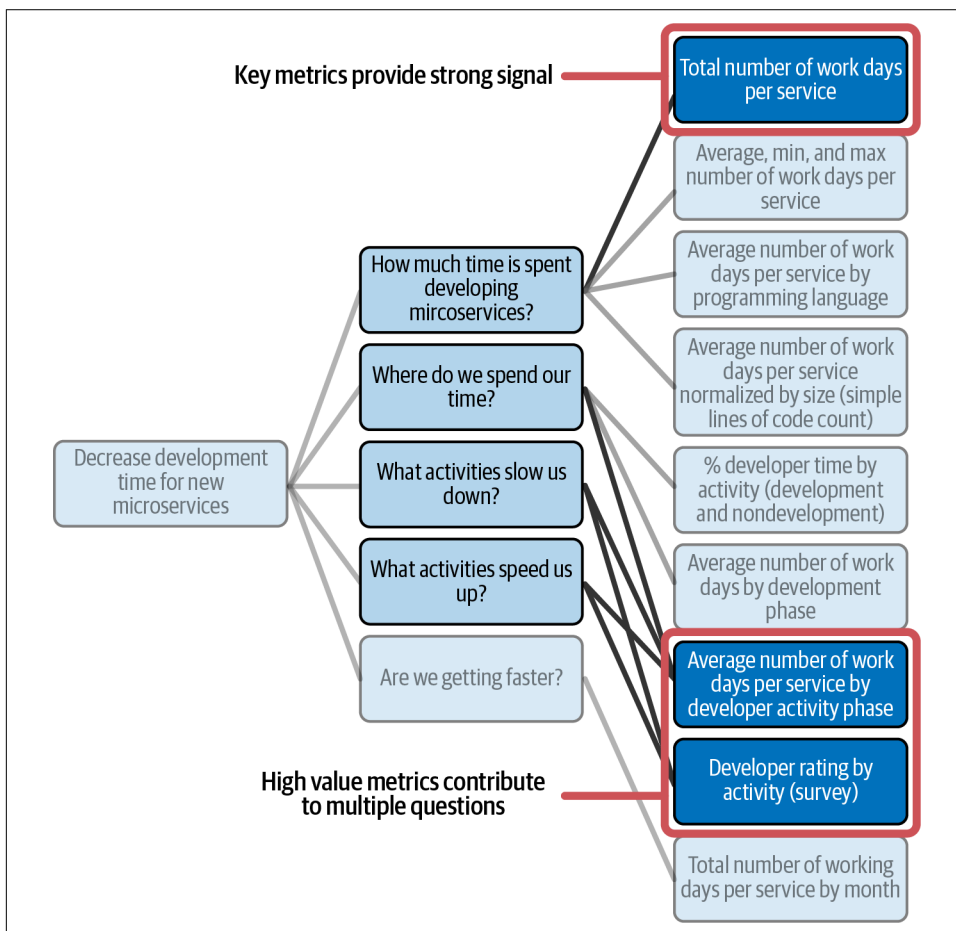 Key metrics provide strong signal
Total number of work days
per service
Average, min, and max
number of work days per
service
How much time is spent
developing
mircoservices?
Average number of work
days per service by
programming language
Where do we spend our
time?
Average number of work
days per service
normalized by size (simple
lines of code count)
Decrease development
time for new
microservices
What activities slow us
down?
% developer time by
activity (development
and nondevelopment)
What activities speed us
up?
Average number of work
days by development
phase
Are we getting faster?
Average number of work
days per service by
developer activity phase
High value metrics contribute
to multiple questions
Developer rating by
activity (survey)
Total number of working
days per service by month